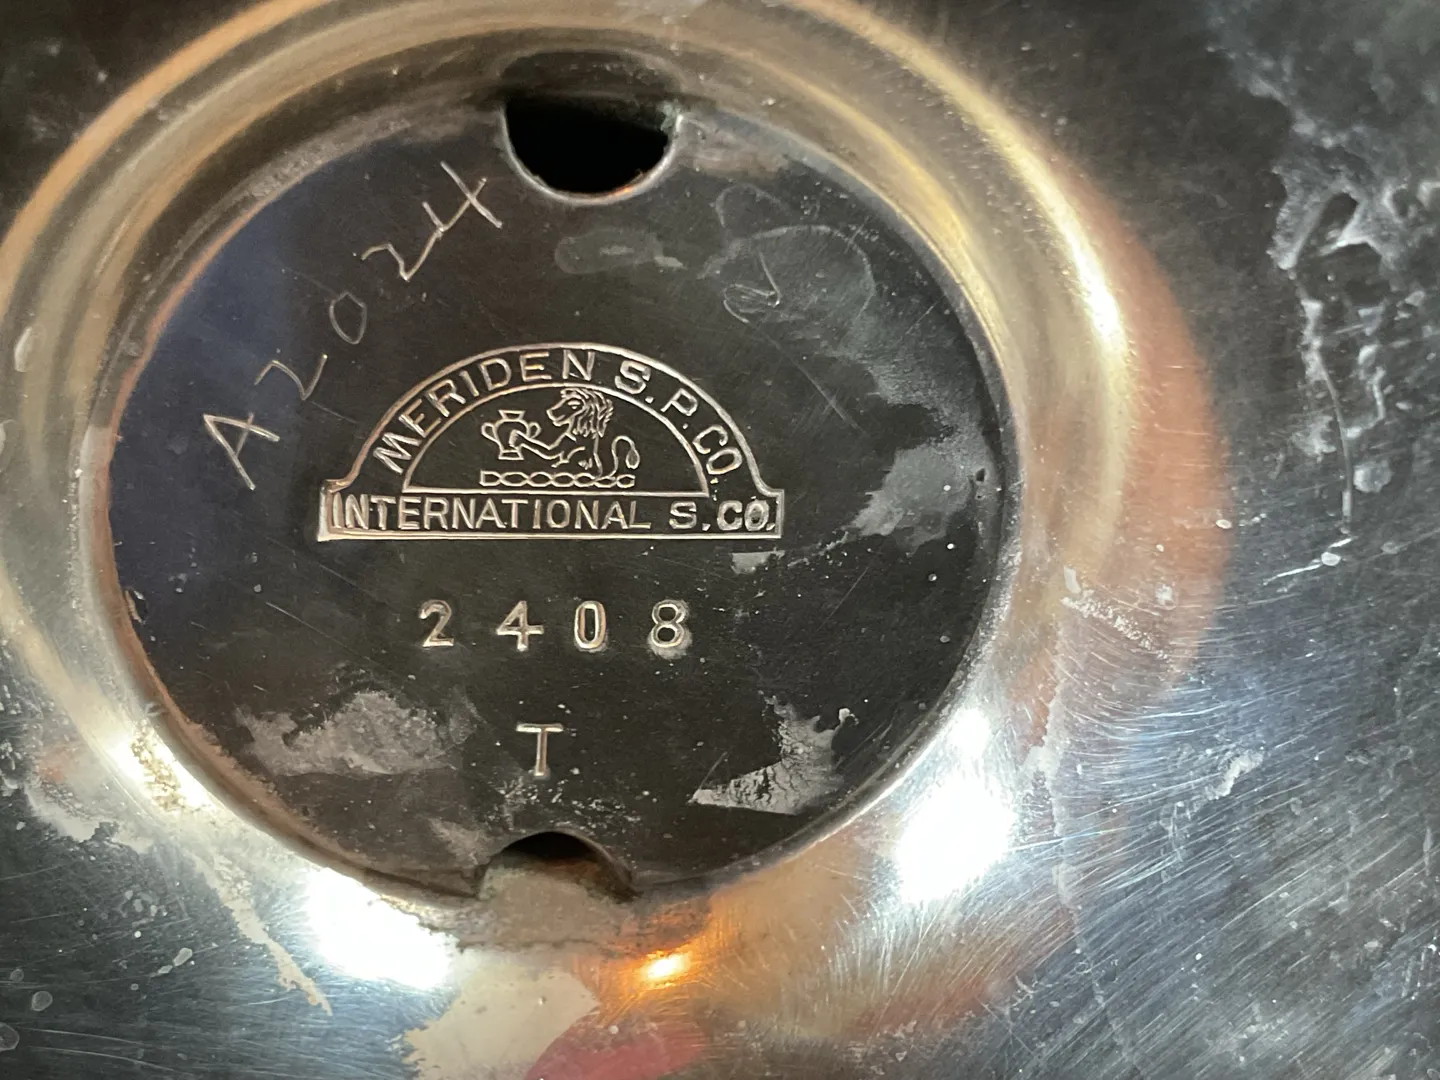 A2024
MERIDEN S.P.CO.
INTERNATIONAL S.CO.
2408
T